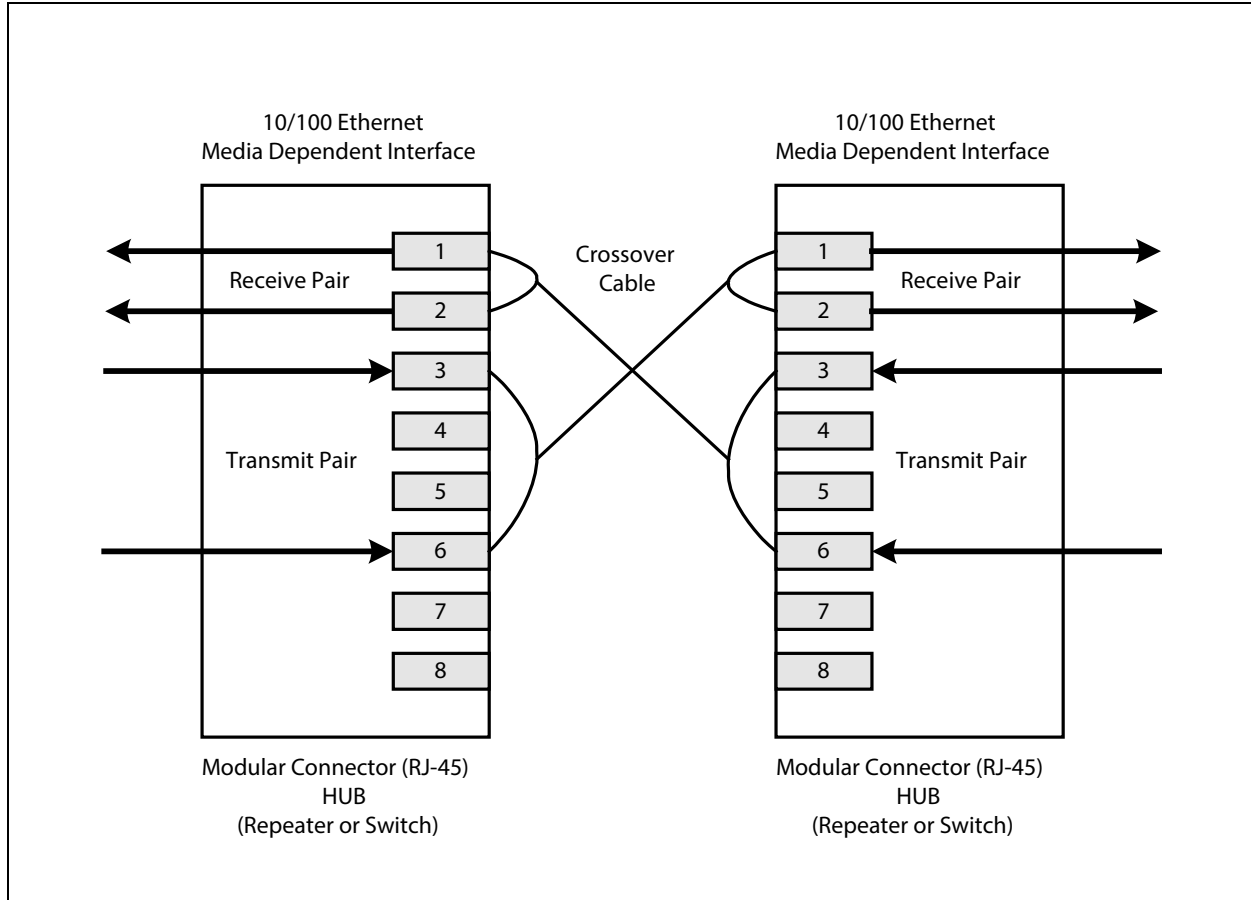 10/100 Ethernet
Media Dependent Interface
10/100 Ethernet
Media Dependent Interface
1
Receive Pair
2
3
4
Transmit Pair
5
6
7
8
Crossover
Cable
1
Receive Pair
2
3
4
Transmit Pair
5
6
7
8
Modular Connector (RJ-45)
HUB
(Repeater or Switch)
Modular Connector (RJ-45)
HUB
(Repeater or Switch)